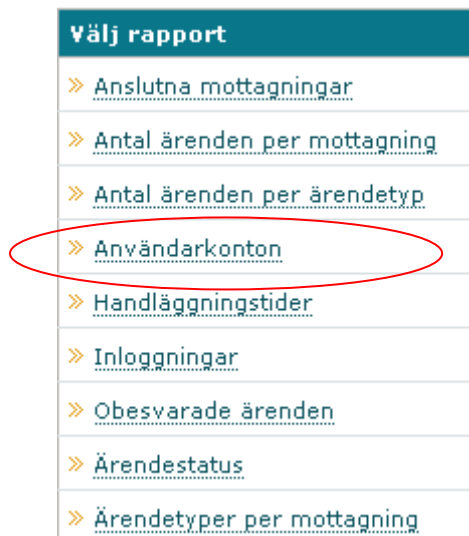 Välj rapport
» Anslutna mottagningar
» Antal ärenden per mottagning
» Antal ärenden per ärendetyp
» Användarkonton
» Handläggningstider
» Inloggningar
» Obesvarade ärenden
» Ärendestatus
» Ärendetyper per mottagning